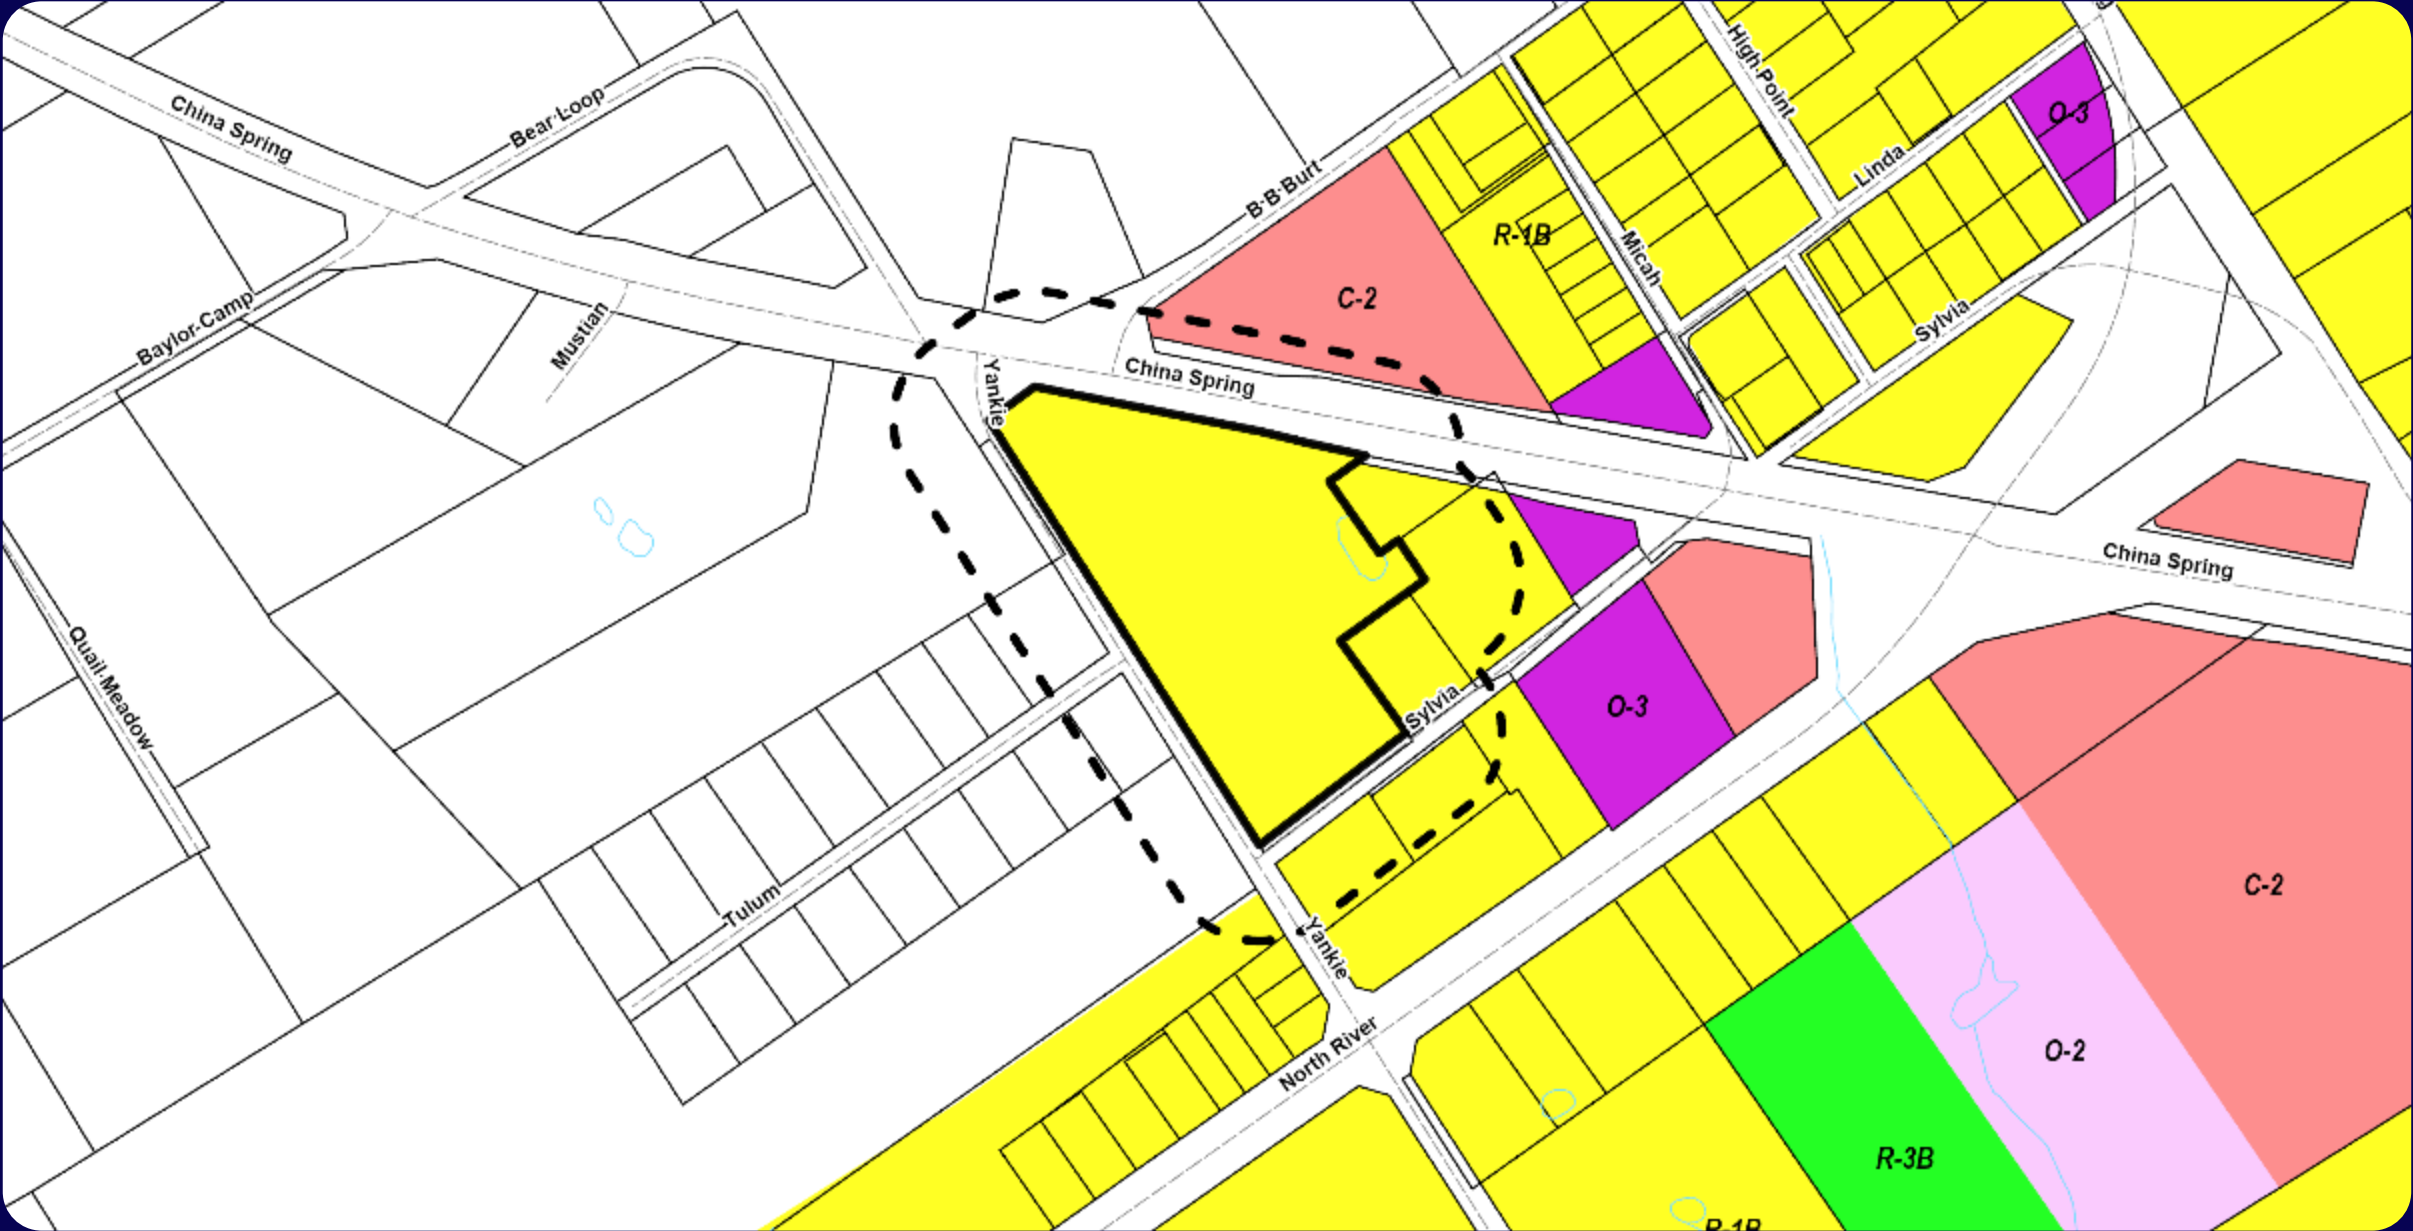 High Point
China Spring
Bear Loop
O-3
Linda
B B Burt
R-1B
Micah
C-2
Baylor Camp
Mustian
Sylvia
Yankie
China Spring
China Spring
Quail Meadow
Sylvia
O-3
C-2
Tulum
Yankie
North River
O-2
R-3B
R-1B